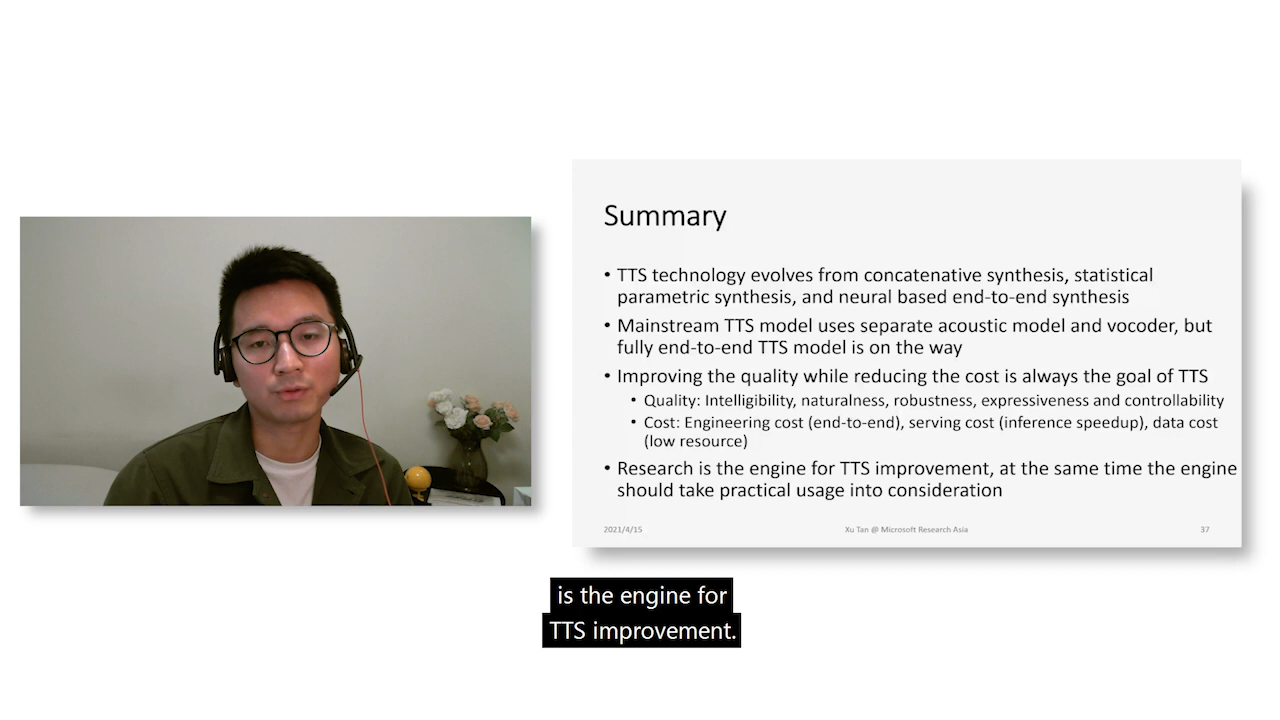 Summary
• TTS technology evolves from concatenative synthesis, statistical
parametric synthesis, and neural based end-to-end synthesis
• Mainstream TTS model uses separate acoustic model and vocoder, but
fully end-to-end TTS model is on the way
• Improving the quality while reducing the cost is always the goal of TTS
• Quality: Intelligibility, naturalness, robustness, expressiveness and controllability
• Cost: Engineering cost (end-to-end), serving cost (inference speedup), data cost
(low resource)
• Research is the engine for TTS improvement, at the same time the engine
should take practical usage into consideration
2021/4/15
Xu Tan @ Microsoft Research Asia
37
is the engine for
TTS improvement.